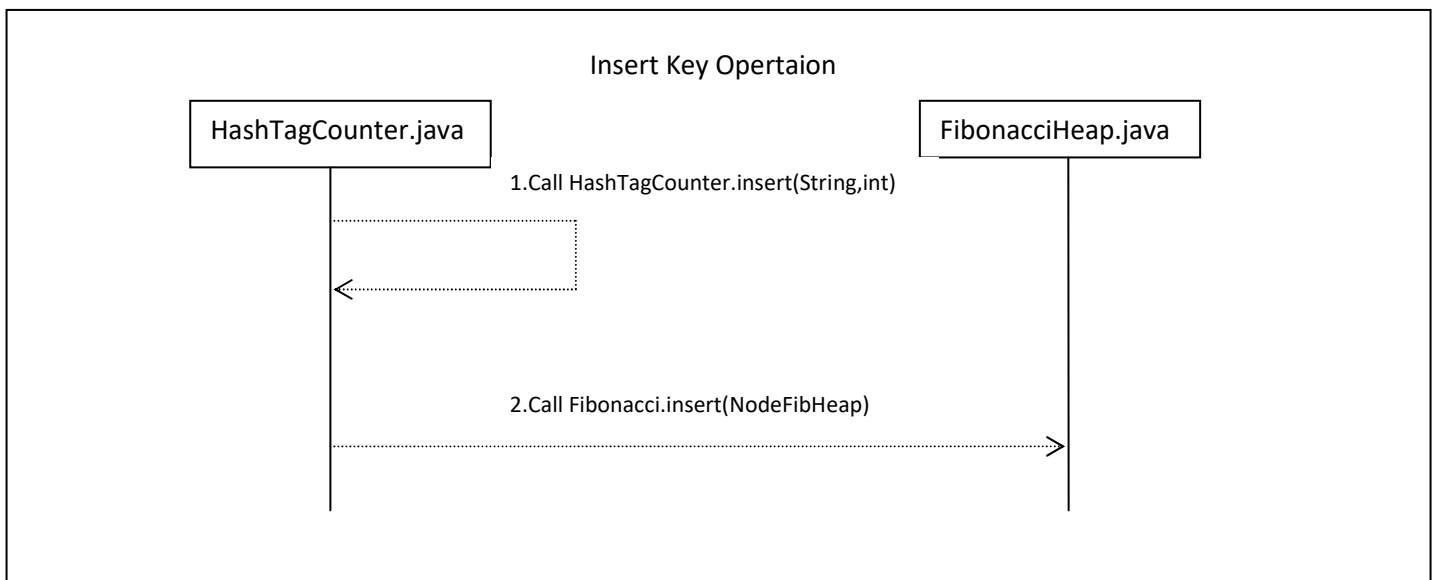 Insert Key Opertaion
HashTagCounter.java
FibonacciHeap.java
1.Call HashTagCounter.insert(String,int)
2.Call Fibonacci.insert(NodeFibHeap)